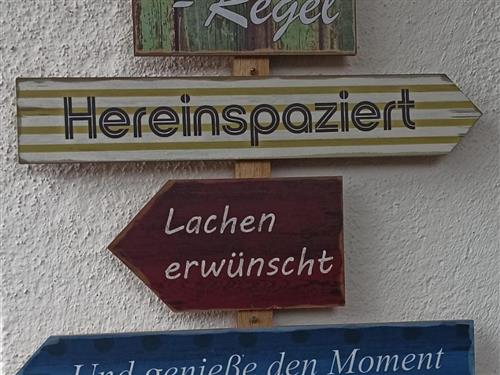 -Regel
Hereinspaziert
Lachen
erwünscht
Und genieße den Moment